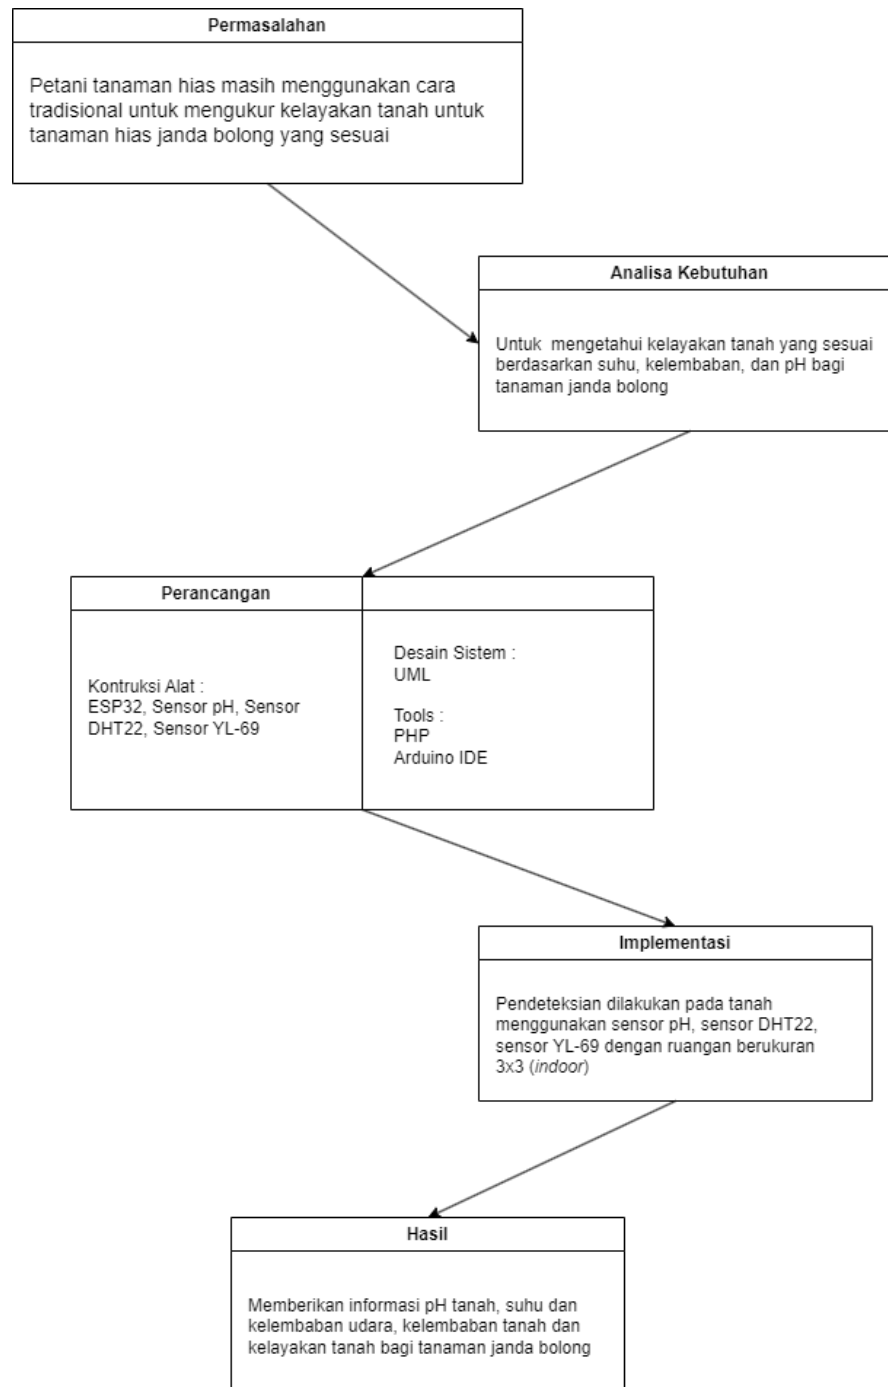 Permasalahan
Petani tanaman hias masih menggunakan cara
tradisional untuk mengukur kelayakan tanah untuk
tanaman hias janda bolong yang sesuai
Analisa Kebutuhan
Untuk  mengetahui kelayakan tanah yang sesuai
berdasarkan suhu, kelembaban, dan pH bagi
tanaman janda bolong
Perancangan
Kontruksi Alat :
ESP32, Sensor pH, Sensor
DHT22, Sensor YL-69
Desain Sistem :
UML
Tools :
PHP
Arduino IDE
Implementasi
Pendeteksian dilakukan pada tanah
menggunakan sensor pH, sensor DHT22,
sensor YL-69 dengan ruangan berukuran
3x3 (indoor)
Hasil
Memberikan informasi pH tanah, suhu dan
kelembaban udara, kelembaban tanah dan
kelayakan tanah bagi tanaman janda bolong